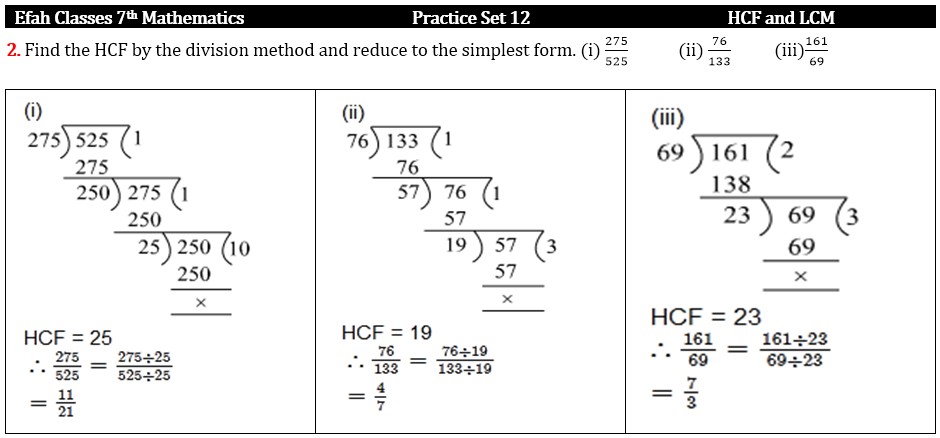 Efah Classes 7th Mathematics Practice Set 12 HCF and LCM
2. Find the HCF by the division method and reduce to the simplest form. (i) 275/525 (ii) 76/133 (iii) 161/69
(i)
275) 525 (1
275
250) 275 (1
250
25) 250 (10
250
×
HCF = 25
∴ 275/525 = 275÷25/525÷25
= 11/21
(ii)
76) 133 (1
76
57) 76 (1
57
19) 57 (3
57
×
HCF = 19
∴ 76/133 = 76÷19/133÷19
= 4/7
(iii)
69) 161 (2
138
23) 69 (3
69
×
HCF = 23
∴ 161/69 = 161÷23/69÷23
= 7/3